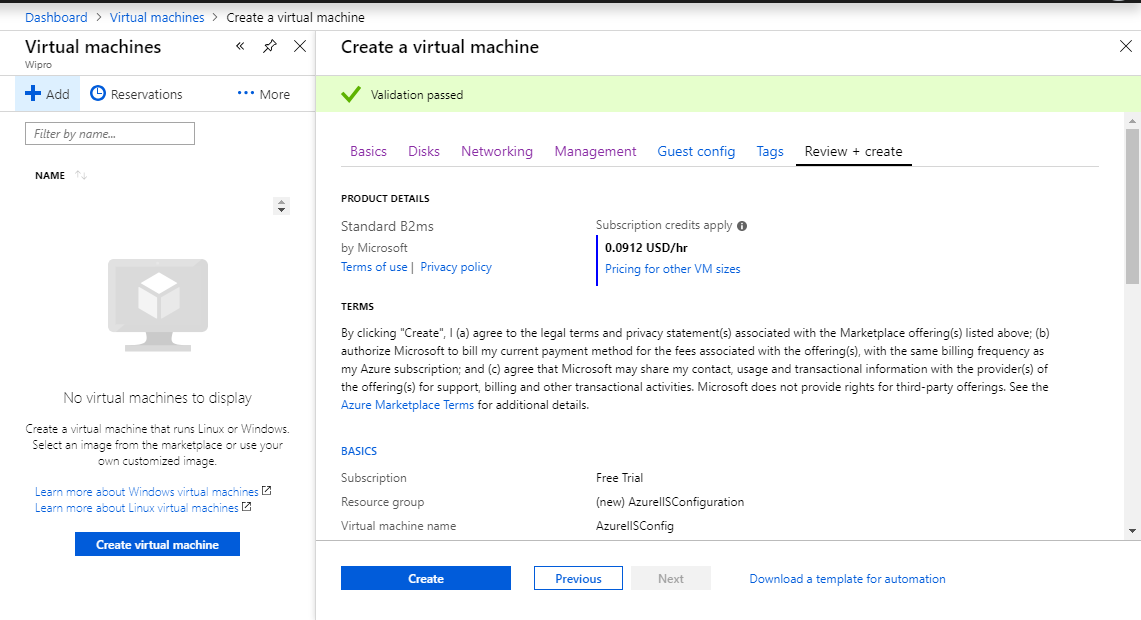 Dashboard > Virtual machines > Create a virtual machine
Virtual machines
Wipro
Add
Reservations
More
Filter by name...
NAME
No virtual machines to display
Create a virtual machine that runs Linux or Windows.
Select an image from the marketplace or use your
own customized image.
Learn more about Windows virtual machines
Learn more about Linux virtual machines
Create virtual machine
Create a virtual machine
Validation passed
Basics Disks Networking Management Guest config Tags Review + create
PRODUCT DETAILS
Standard B2ms
by Microsoft
Terms of use | Privacy policy
Subscription credits apply
0.0912 USD/hr
Pricing for other VM sizes
TERMS
By clicking "Create", I (a) agree to the legal terms and privacy statement(s) associated with the Marketplace offering(s) listed above; (b)
authorize Microsoft to bill my current payment method for the fees associated with the offering(s), with the same billing frequency as
my Azure subscription; and (c) agree that Microsoft may share my contact, usage and transactional information with the provider(s) of
the offering(s) for support, billing and other transactional activities. Microsoft does not provide rights for third-party offerings. See the
Azure Marketplace Terms for additional details.
BASICS
Subscription Free Trial
Resource group (new) AzureIISConfiguration
Virtual machine name AzureIISConfig
Create
Previous
Next
Download a template for automation